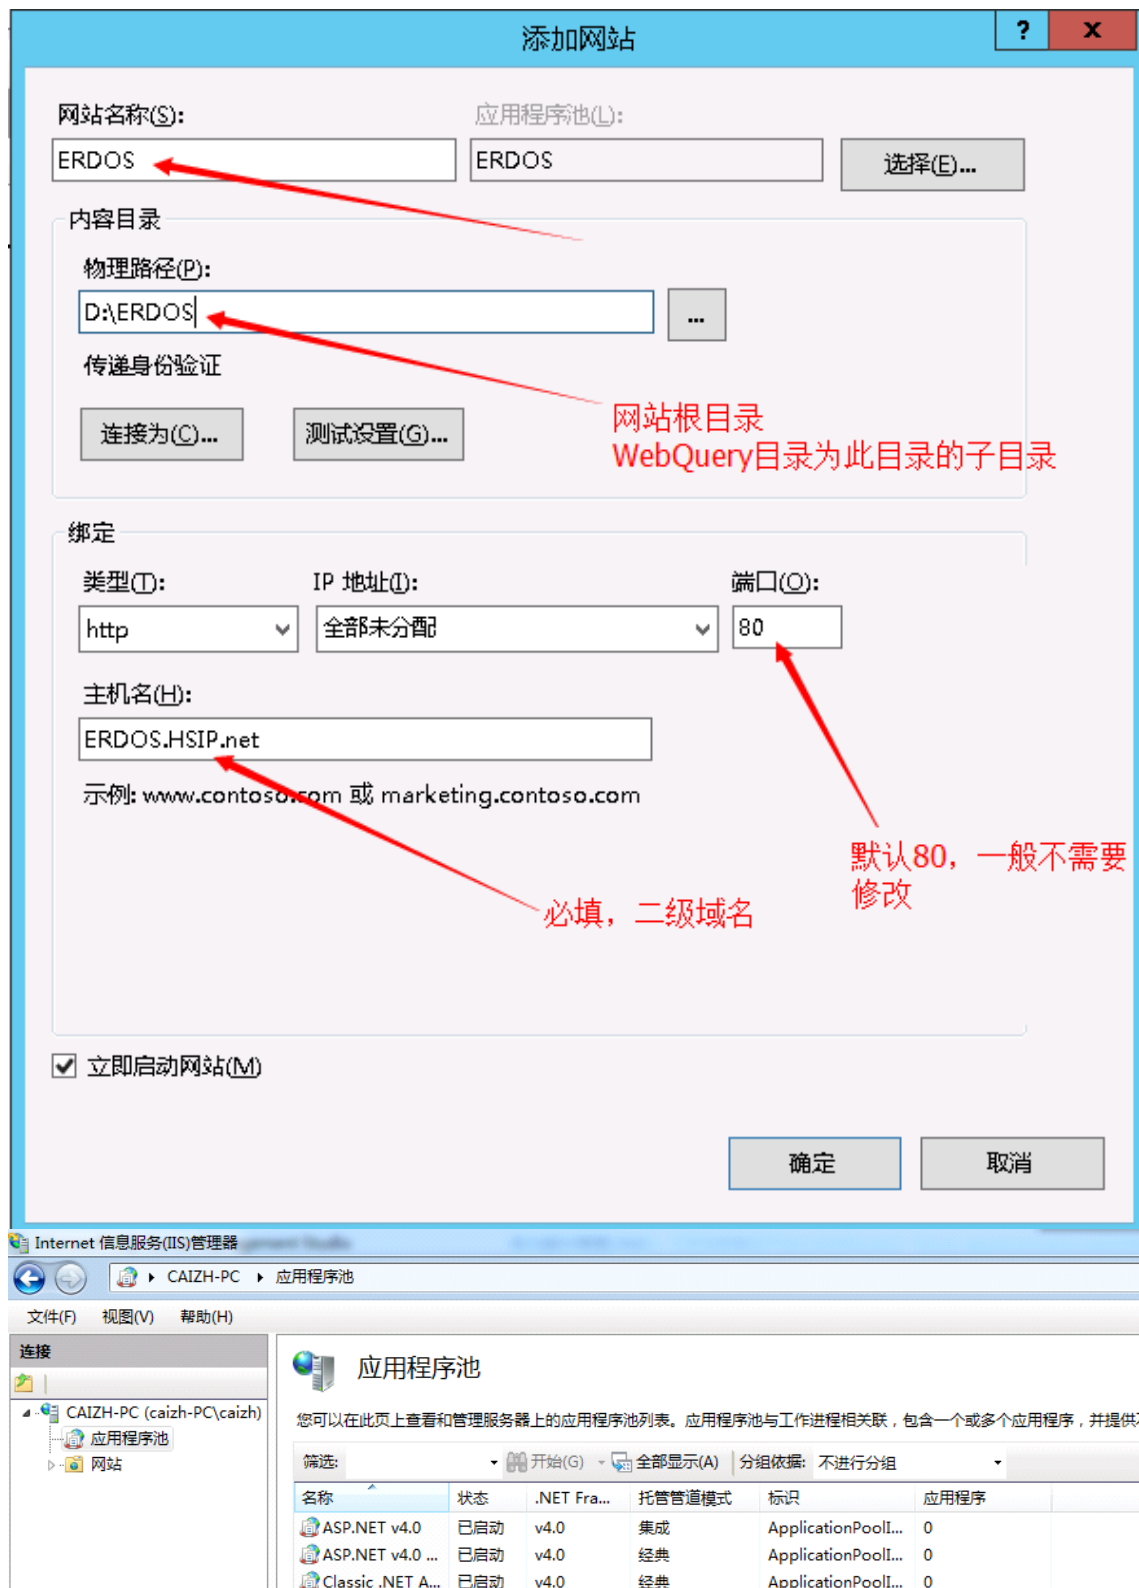 添加网站
?
x
网站名称(S):
应用程序池(L):
ERDOS
ERDOS
选择(E)...
内容目录
物理路径(P):
D:\ERDOS
...
传递身份验证
连接为(C)...
测试设置(G)...
网站根目录
WebQuery目录为此目录的子目录
绑定
类型(T):
IP 地址(I):
端口(O):
http
全部未分配
80
主机名(H):
ERDOS.HSIP.net
示例: www.contoso.com 或 marketing.contoso.com
默认80，一般不需要
修改
必填，二级域名
立即启动网站(M)
确定
取消
Internet 信息服务(IIS)管理器
CAIZH-PC
应用程序池
文件(F) 视图(V) 帮助(H)
连接
CAIZH-PC (caizh-PC\caizh)
应用程序池
网站
应用程序池
您可以在此页上查看和管理服务器上的应用程序池列表。应用程序池与工作进程相关联，包含一个或多个应用程序，并提供
筛选: 开始(G) 全部显示(A) 分组依据: 不进行分组
名称 状态 .NET Fra... 托管管道模式 标识 应用程序
ASP.NET v4.0 已启动 v4.0 集成 ApplicationPoolI... 0
ASP.NET v4.0 ... 已启动 v4.0 经典 ApplicationPoolI... 0
Classic .NET A... 已启动 v4.0 经典 ApplicationPoolI... 0